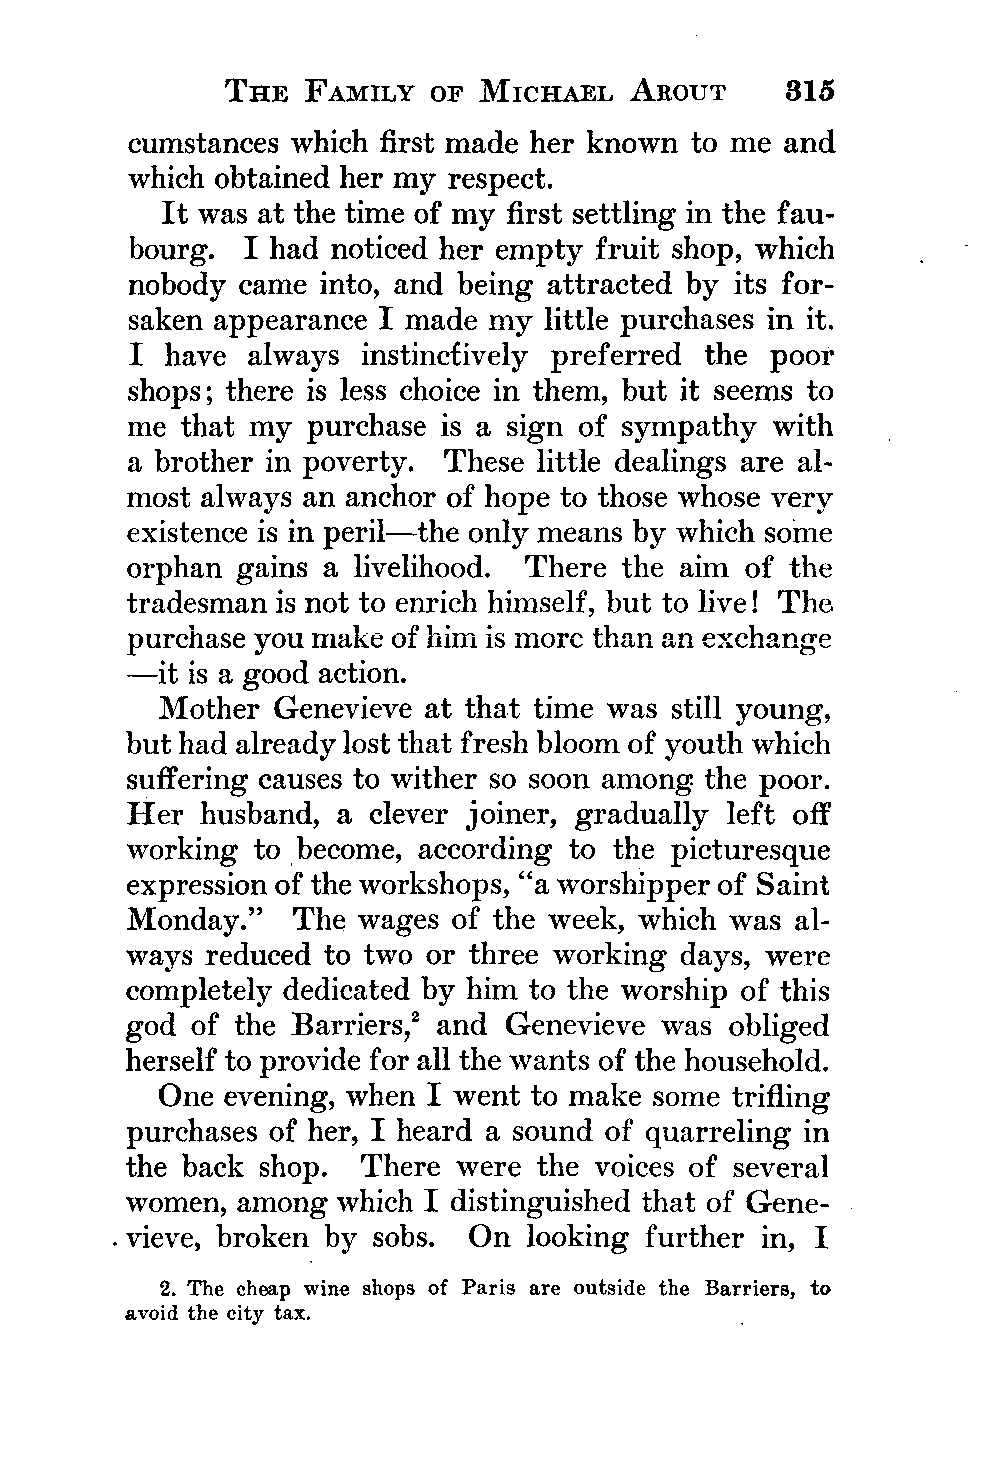 THE FAMILY OF MICHAEL AROUT 315
cumstances which first made her known to me and
which obtained her my respect.
It was at the time of my first settling in the fau-
bourg. I had noticed her empty fruit shop, which
nobody came into, and being attracted by its for-
saken appearance I made my little purchases in it.
I have always instinctively preferred the poor
shops; there is less choice in them, but it seems to
me that my purchase is a sign of sympathy with
a brother in poverty. These little dealings are al-
most always an anchor of hope to those whose very
existence is in peril—the only means by which some
orphan gains a livelihood. There the aim of the
tradesman is not to enrich himself, but to live! The
purchase you make of him is more than an exchange
—it is a good action.
Mother Genevieve at that time was still young,
but had already lost that fresh bloom of youth which
suffering causes to wither so soon among the poor.
Her husband, a clever joiner, gradually left off
working to become, according to the picturesque
expression of the workshops, “a worshipper of Saint
Monday.” The wages of the week, which was al-
ways reduced to two or three working days, were
completely dedicated by him to the worship of this
god of the Barriers,² and Genevieve was obliged
herself to provide for all the wants of the household.
One evening, when I went to make some trifling
purchases of her, I heard a sound of quarreling in
the back shop. There were the voices of several
women, among which I distinguished that of Gene-
vieve, broken by sobs. On looking further in, I
2. The cheap wine shops of Paris are outside the Barriers, to
avoid the city tax.